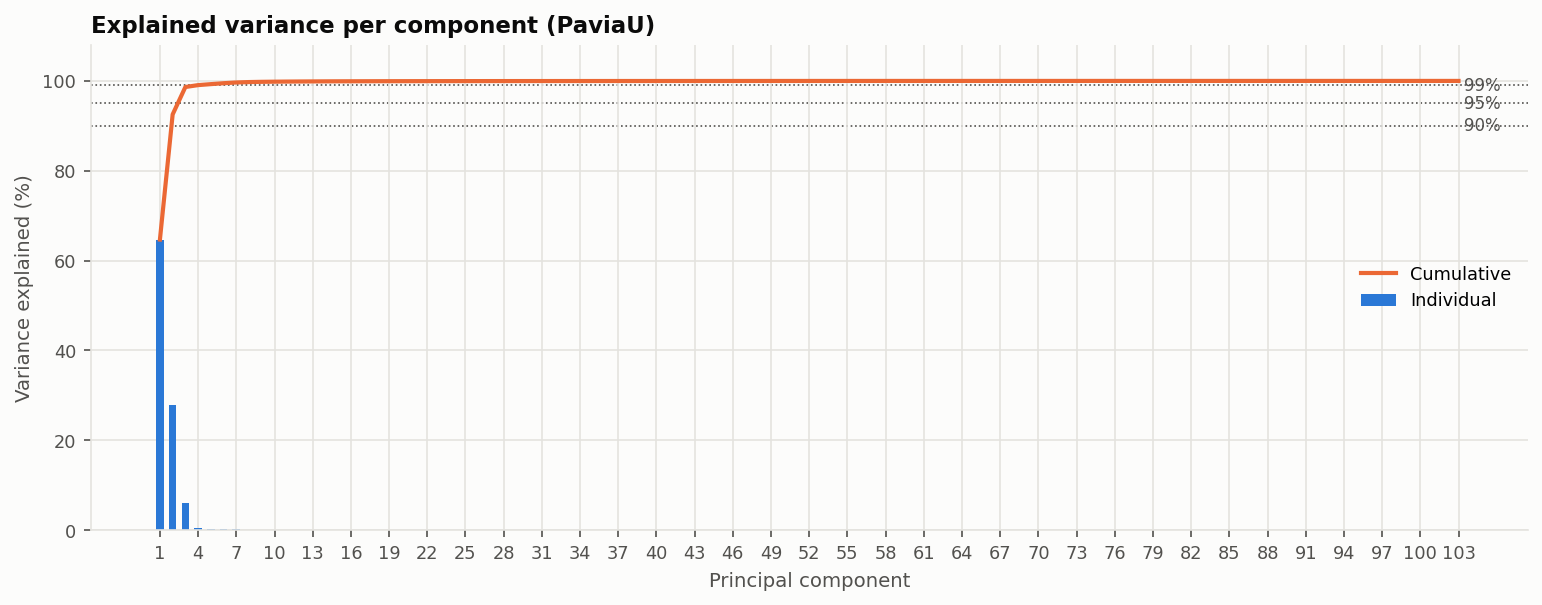 Explained variance per component (PaviaU)
100
80
60
40
20
0
Variance explained (%)
99%
95%
90%
Cumulative
Individual
1 4 7 10 13 16 19 22 25 28 31 34 37 40 43 46 49 52 55 58 61 64 67 70 73 76 79 82 85 88 91 94 97 100 103
Principal component